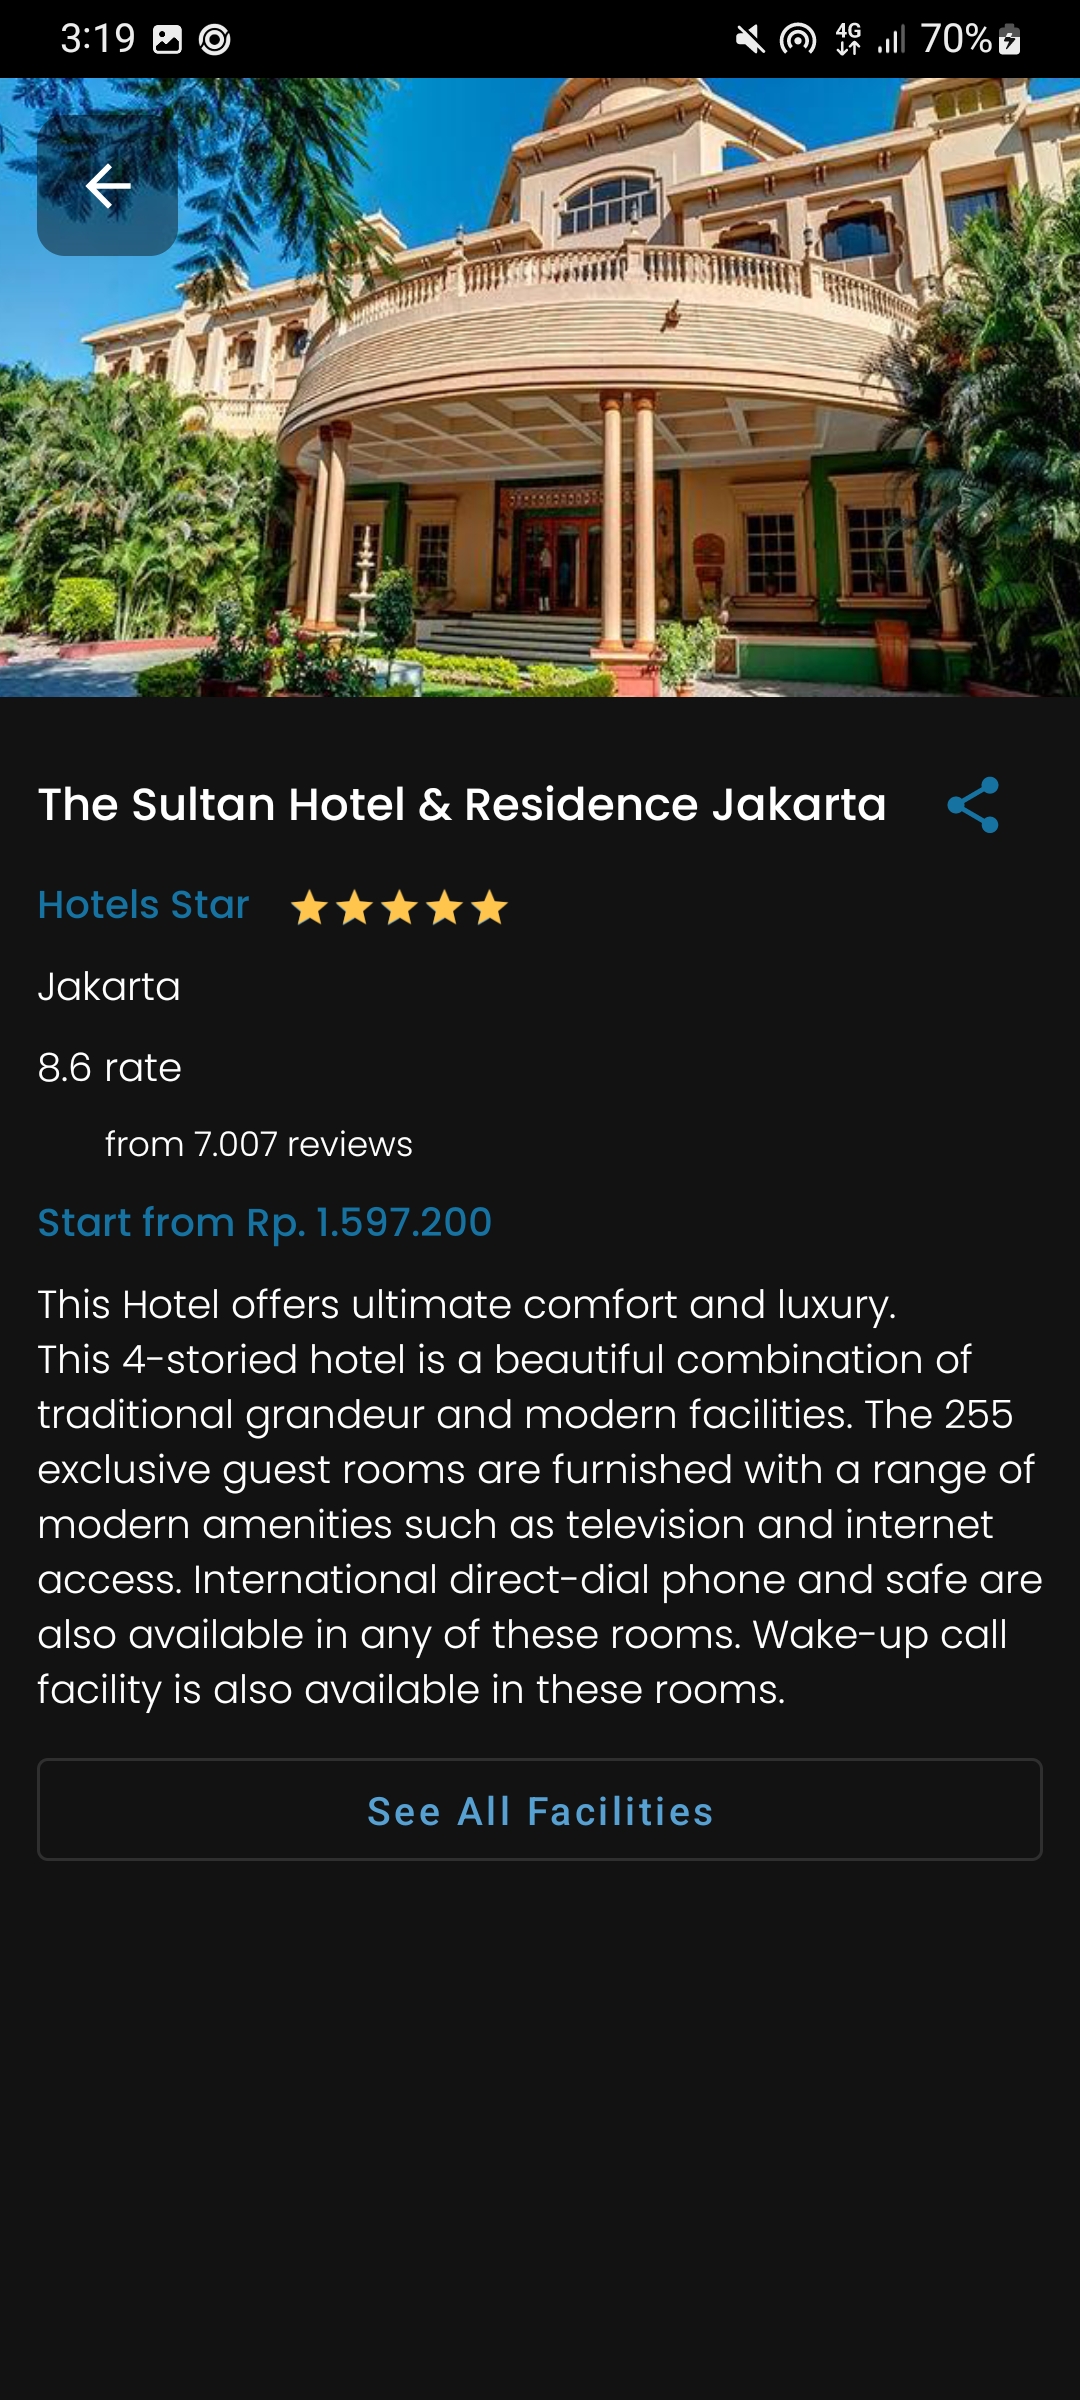 3:19 4G 70%
The Sultan Hotel & Residence Jakarta
Hotels Star
Jakarta
8.6 rate
from 7.007 reviews
Start from Rp. 1.597.200
This Hotel offers ultimate comfort and luxury.
This 4-storied hotel is a beautiful combination of
traditional grandeur and modern facilities. The 255
exclusive guest rooms are furnished with a range of
modern amenities such as television and internet
access. International direct-dial phone and safe are
also available in any of these rooms. Wake-up call
facility is also available in these rooms.
See All Facilities